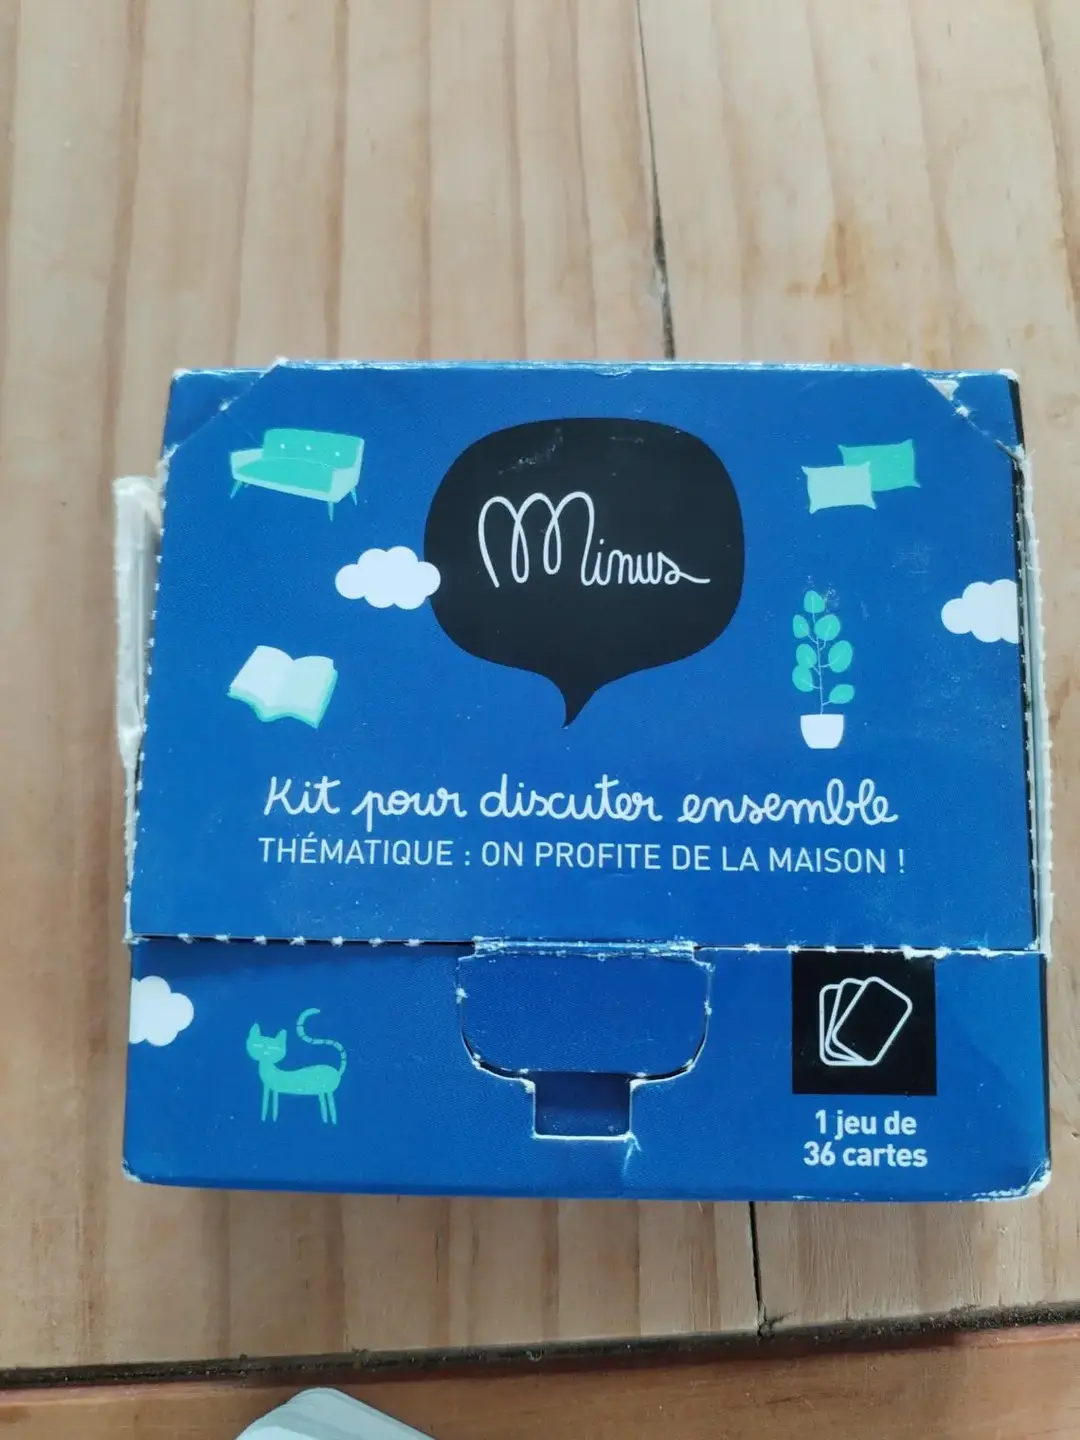 Minus
Kit pour discuter ensemble
THÉMATIQUE : ON PROFITE DE LA MAISON !
1 jeu de
36 cartes